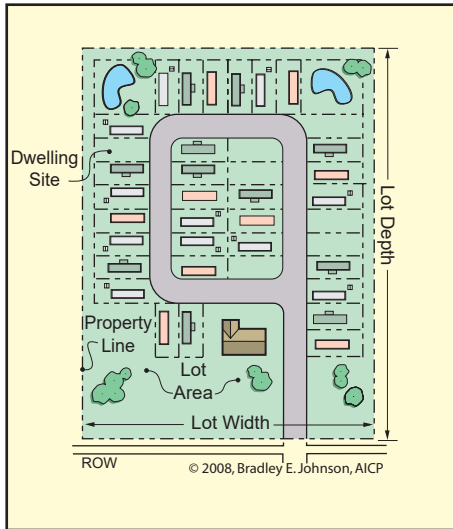 Dwelling
Site
Lot Depth
Property
Line
Lot
Area
Lot Width
ROW
© 2008, Bradley E. Johnson, AICP